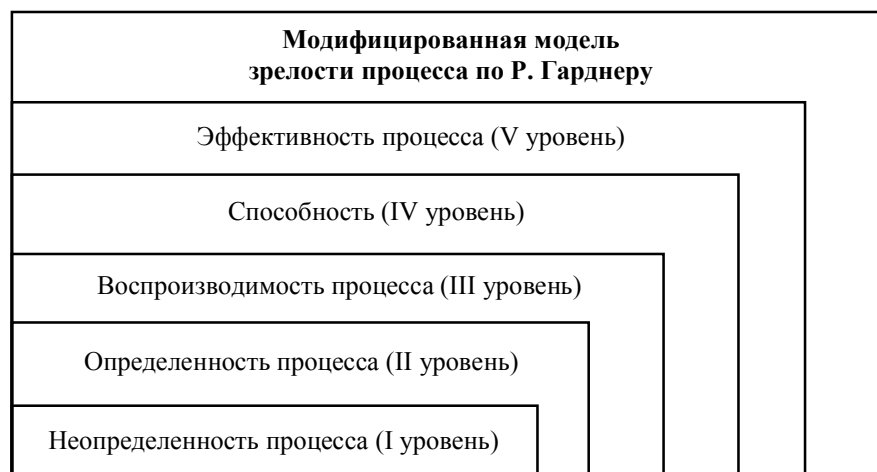 Модифицированная модель
зрелости процесса по Р. Гарднеру
Эффективность процесса (V уровень)
Способность (IV уровень)
Воспроизводимость процесса (III уровень)
Определенность процесса (II уровень)
Неопределенность процесса (I уровень)